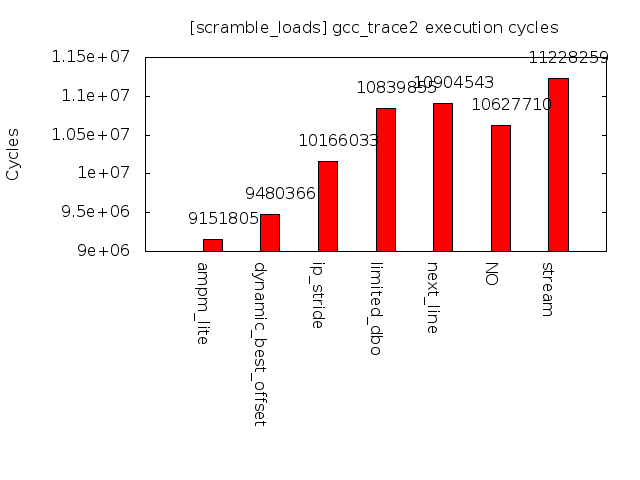 [scramble_loads] gcc_trace2 execution cycles
Cycles
1.15e+07
1.1e+07
1.05e+07
1e+07
9.5e+06
9e+06
9151805
9480366
10166033
10839855
10904543
10627710
11228259
ampm_lite
dynamic_best_offset
ip_stride
limited_dbo
next_line
NO
stream